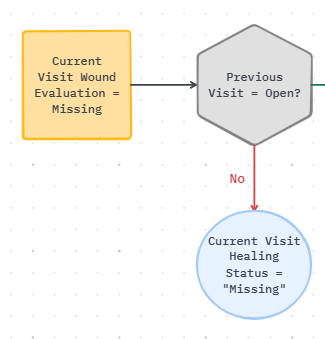 Current
Visit Wound
Evaluation =
Missing
Previous
Visit = Open?
No
Current Visit
Healing
Status =
"Missing"